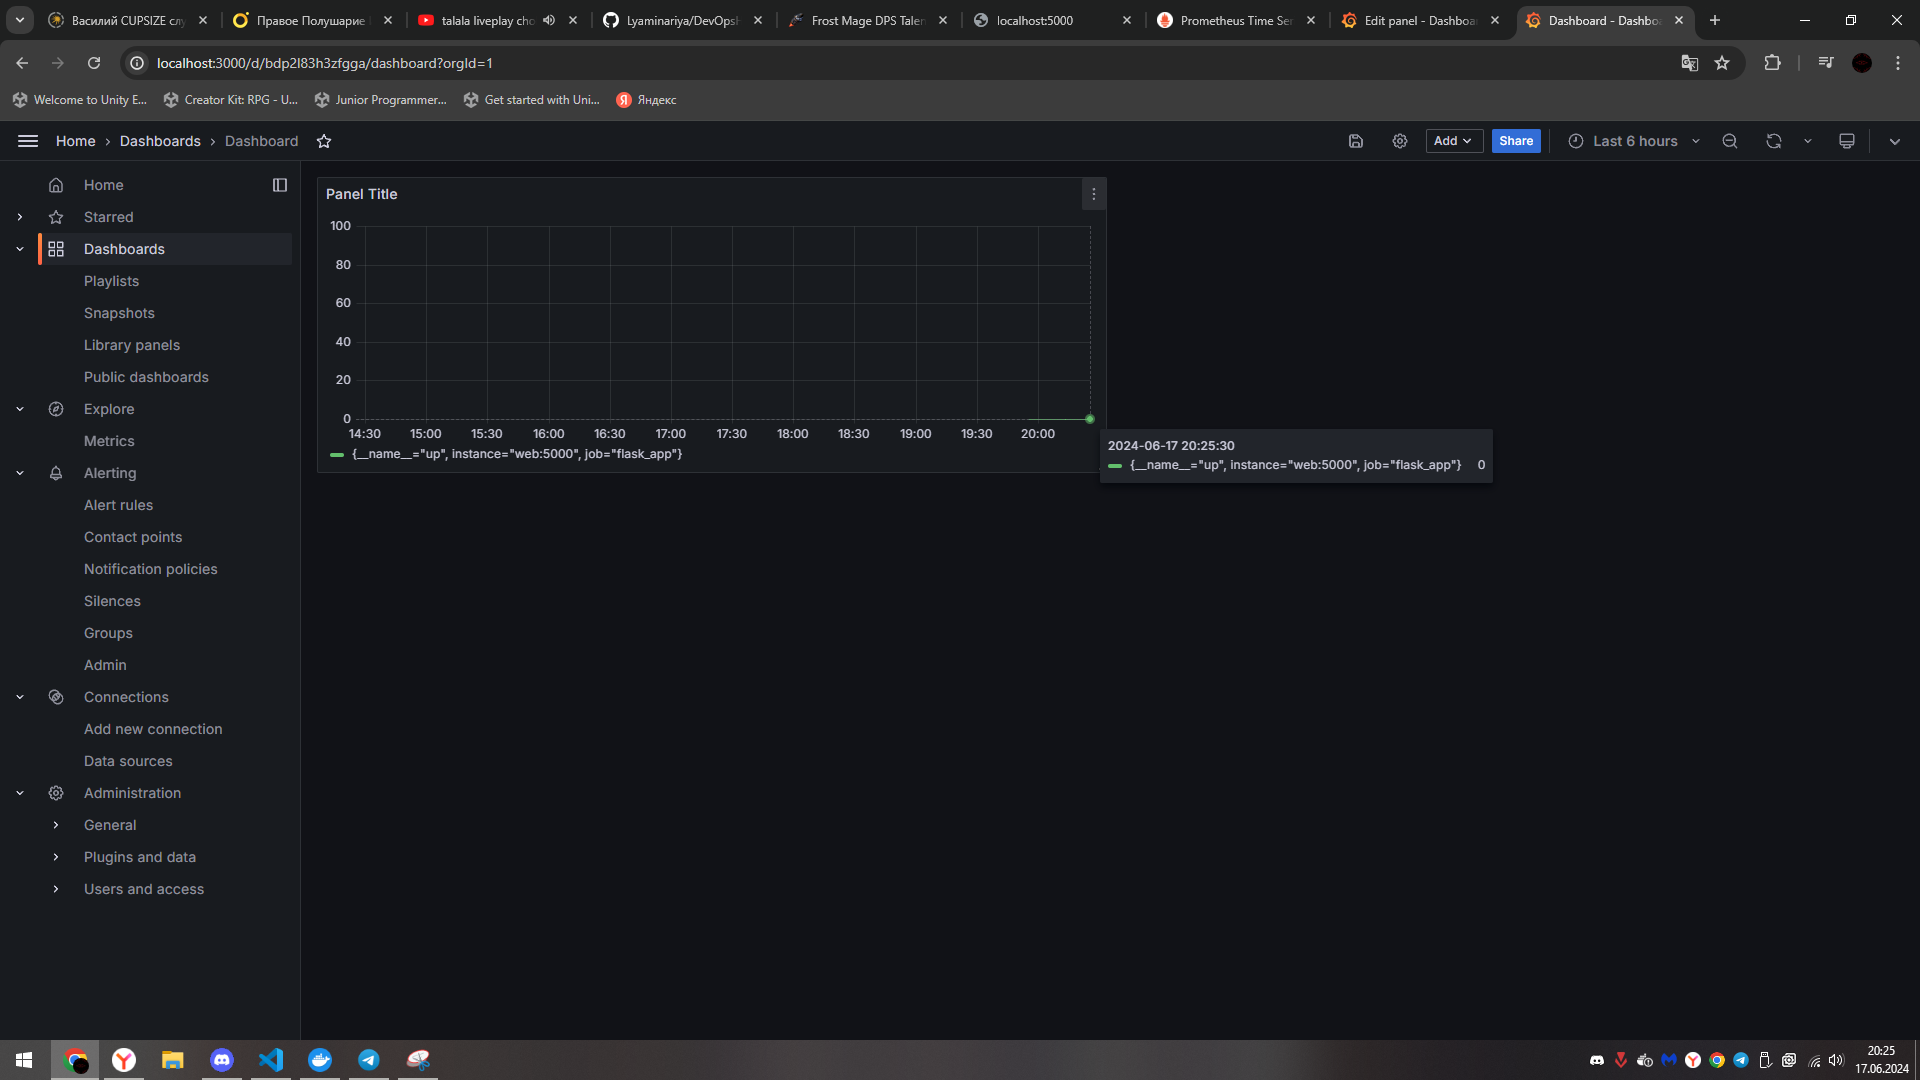 Василий CUPSIZE слу
Правое Полушарие
talala liveplay cho
Lyaminariya/DevOps
Frost Mage DPS Talen
localhost:5000
Prometheus Time Ser
Edit panel - Dashboa
Dashboard - Dashbo
localhost:3000/d/bdp2l83h3zfgga/dashboard?orgId=1
Welcome to Unity E...
Creator Kit: RPG - U...
Junior Programmer...
Get started with Uni...
Я Яндекс
Home › Dashboards › Dashboard
Add
Share
Last 6 hours
Home
Starred
Dashboards
Playlists
Snapshots
Library panels
Public dashboards
Explore
Metrics
Alerting
Alert rules
Contact points
Notification policies
Silences
Groups
Admin
Connections
Add new connection
Data sources
Administration
General
Plugins and data
Users and access
Panel Title
100
80
60
40
20
0
14:30 15:00 15:30 16:00 16:30 17:00 17:30 18:00 18:30 19:00 19:30 20:00
{__name__="up", instance="web:5000", job="flask_app"}
2024-06-17 20:25:30
{__name__="up", instance="web:5000", job="flask_app"} 0
20:25
17.06.2024